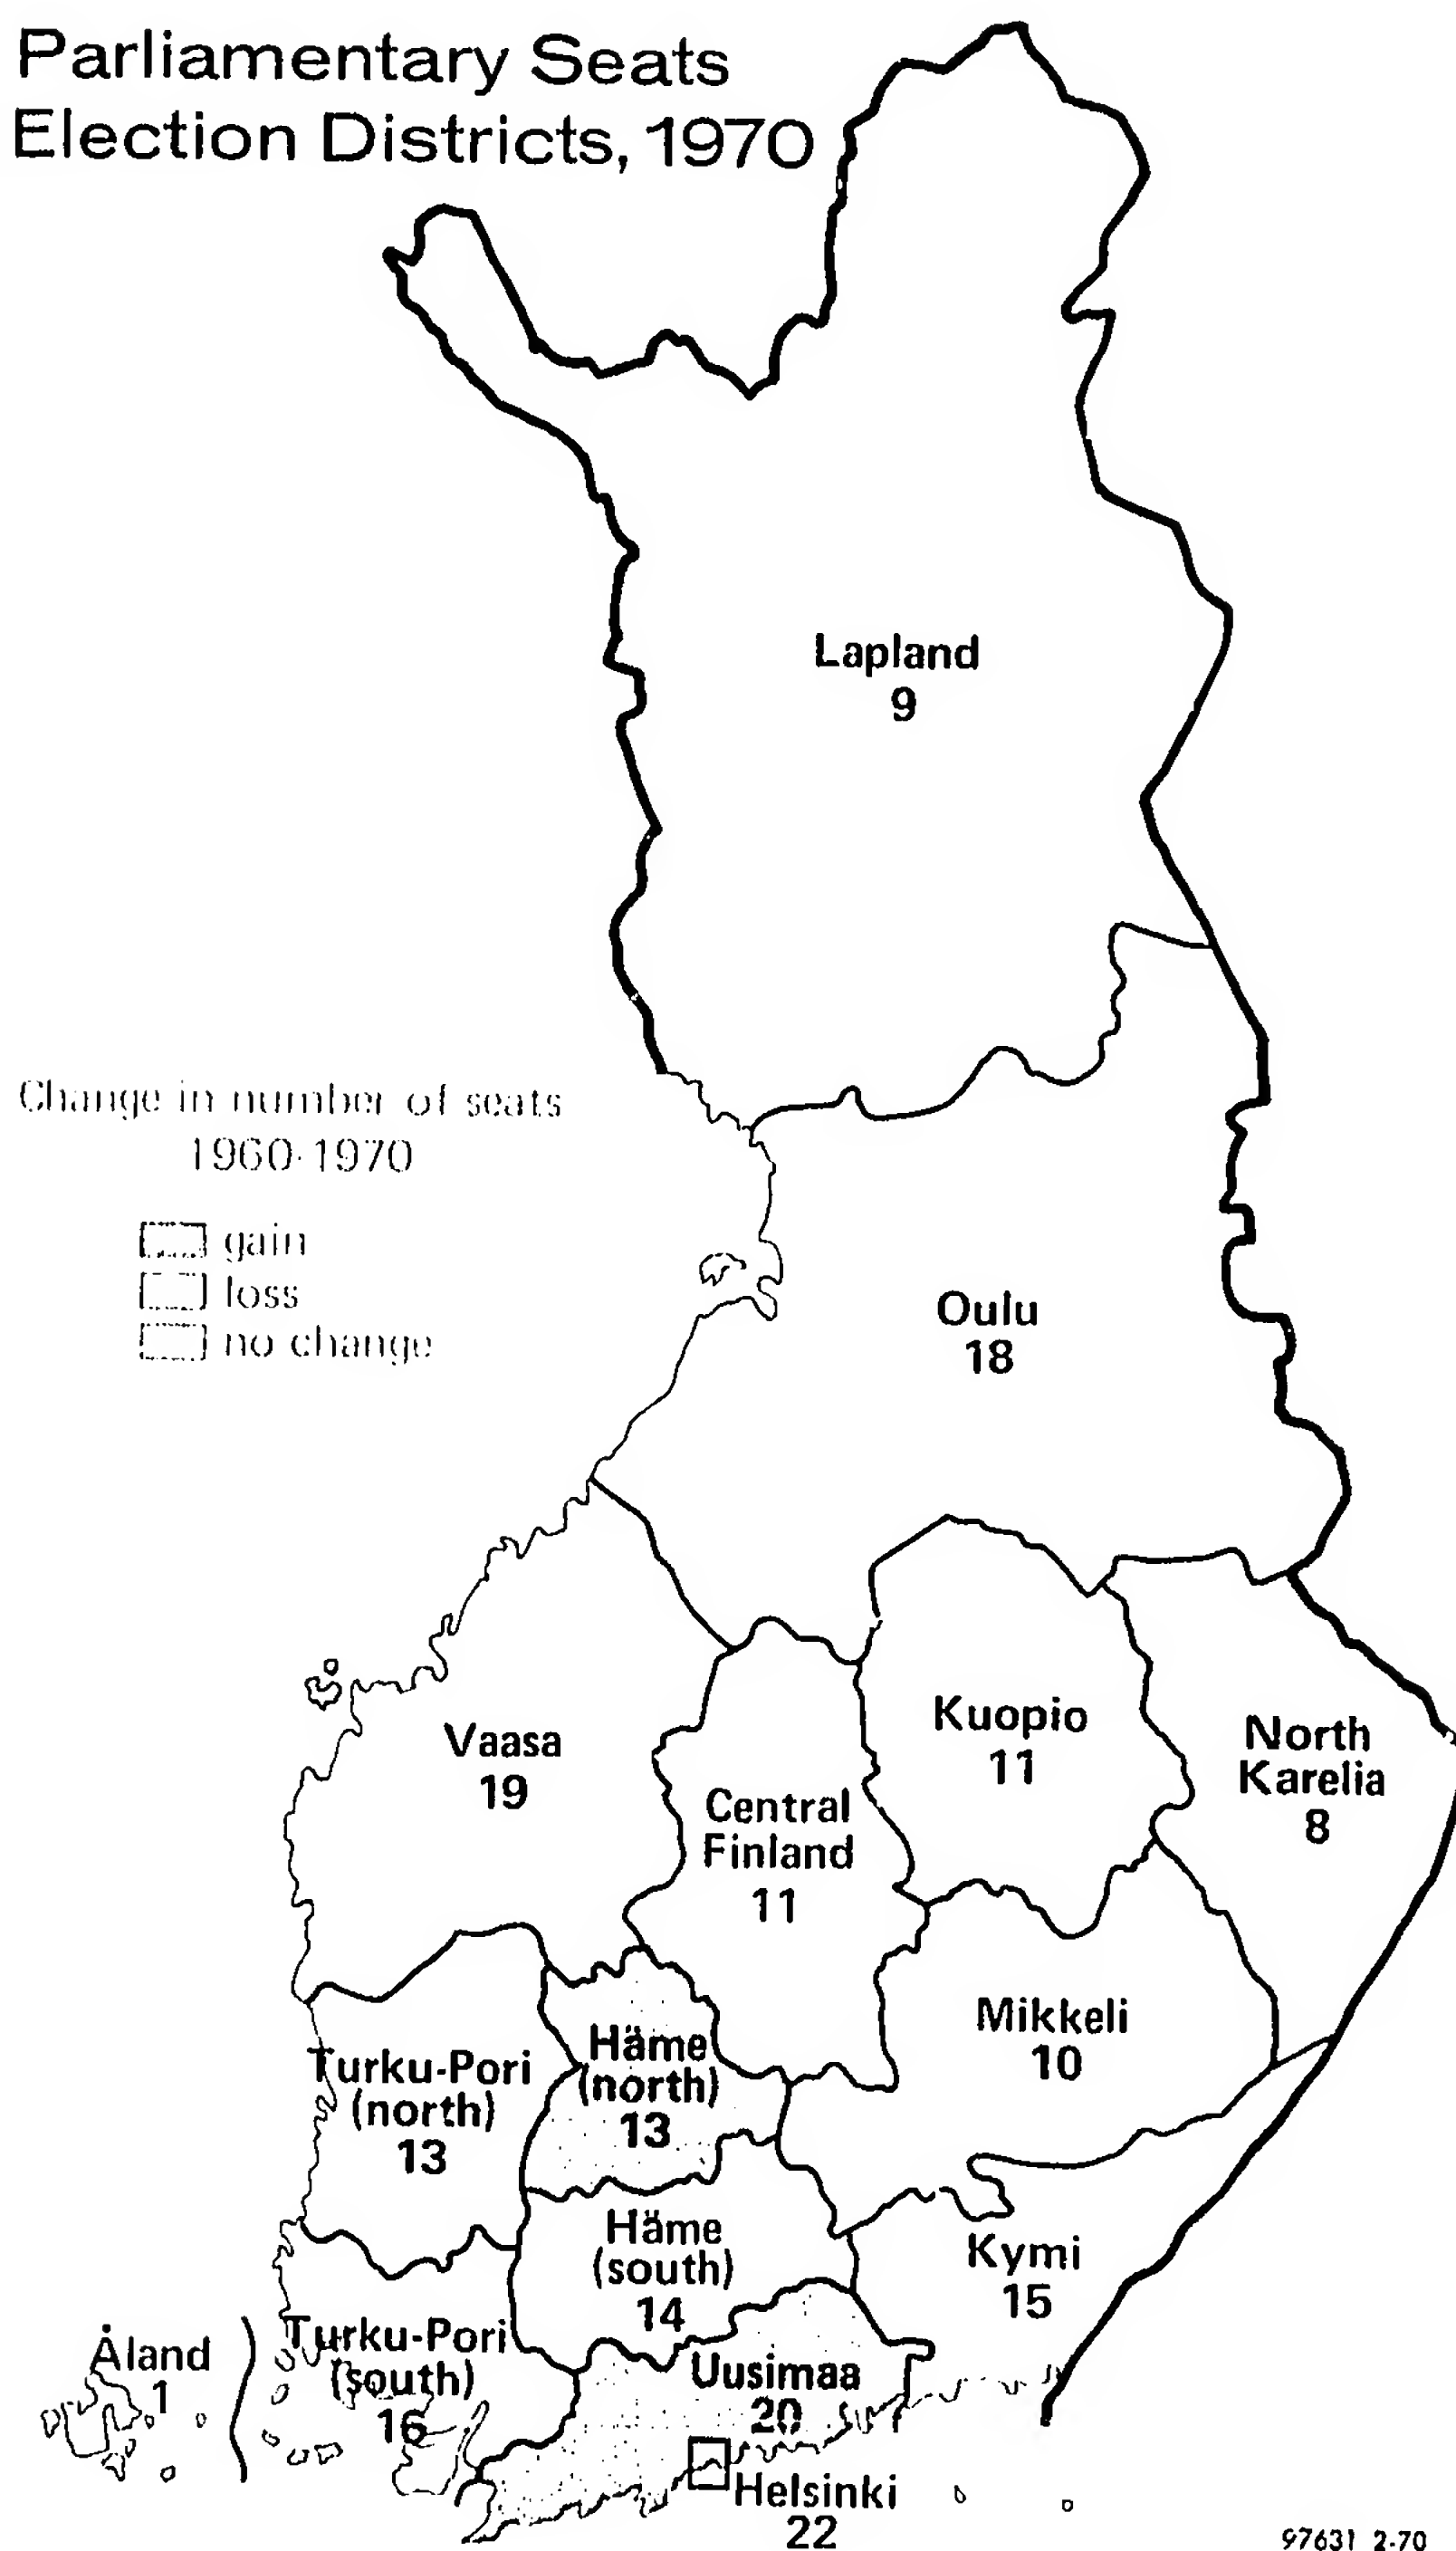 Parliamentary Seats
Election Districts, 1970
Lapland
9
Change in number of seats
1960-1970
gain
loss
no change
Oulu
18
Vaasa
19
Kuopio
11
North
Karelia
8
Central
Finland
11
Mikkeli
10
Turku-Pori
(north)
13
Häme
(north)
13
Häme
(south)
14
Kymi
15
Åland
1
Turku-Pori
(south)
16
Uusimaa
20
Helsinki
22
97631 2-70